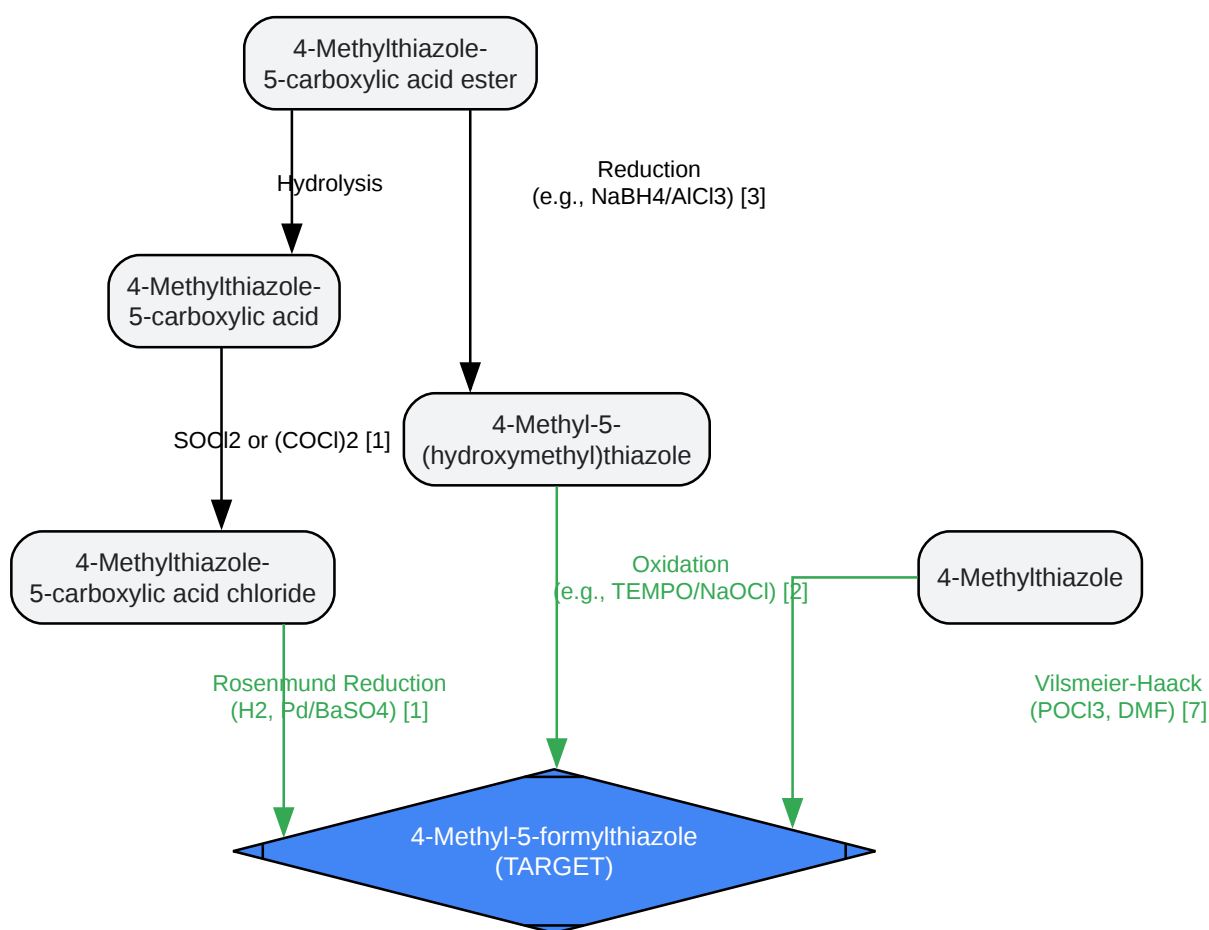 4-Methylthiazole-
5-carboxylic acid ester
Hydrolysis
Reduction
(e.g., NaBH4/AlCl3) [3]
4-Methylthiazole-
5-carboxylic acid
4-Methyl-5-
(hydroxymethyl)thiazole
SOCl2 or (COCl)2 [1]
4-Methylthiazole-
5-carboxylic acid chloride
Oxidation
(e.g., TEMPO/NaOCl) [2]
4-Methylthiazole
Rosenmund Reduction
(H2, Pd/BaSO4) [1]
Vilsmeier-Haack
(POCl3, DMF) [7]
4-Methyl-5-formylthiazole
(TARGET)